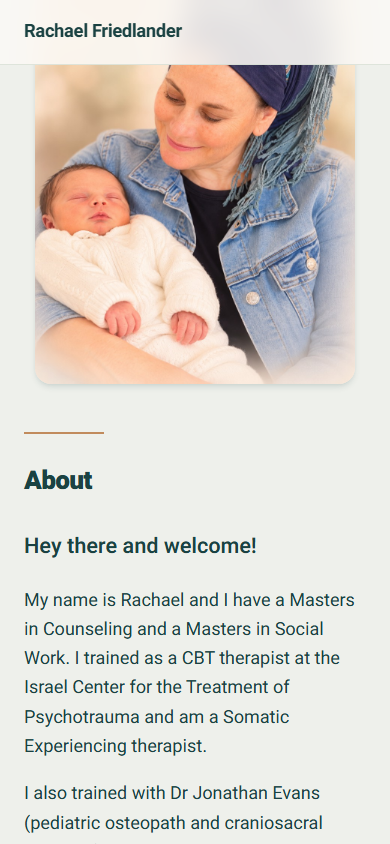 Rachael Friedlander
About
Hey there and welcome!
My name is Rachael and I have a Masters
in Counseling and a Masters in Social
Work. I trained as a CBT therapist at the
Israel Center for the Treatment of
Psychotrauma and am a Somatic
Experiencing therapist.
I also trained with Dr Jonathan Evans
(pediatric osteopath and craniosacral